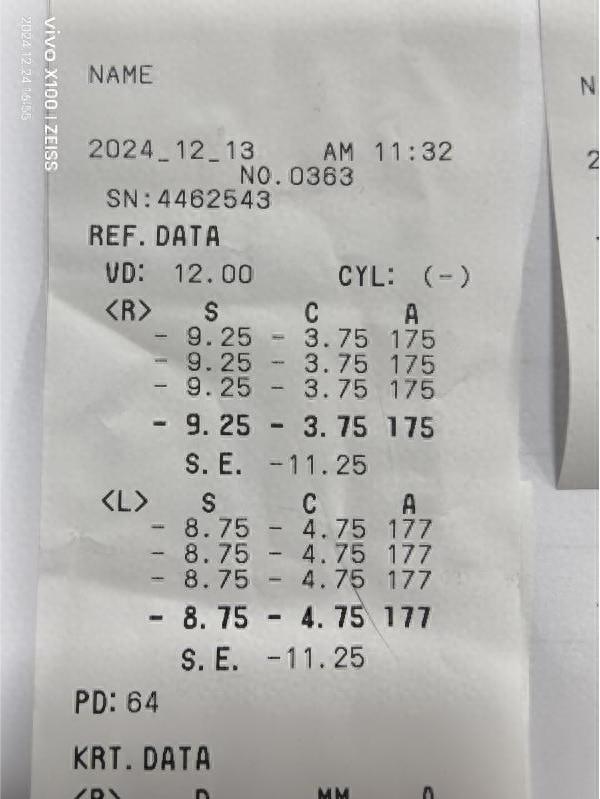 NAME
2024_12_13 AM 11:32
NO.0363
SN:4462543
REF.DATA
VD: 12.00 CYL: (-)
<R> S C A
- 9.25 - 3.75 175
- 9.25 - 3.75 175
- 9.25 - 3.75 175
- 9.25 - 3.75 175
S.E. -11.25
<L> S C A
- 8.75 - 4.75 177
- 8.75 - 4.75 177
- 8.75 - 4.75 177
- 8.75 - 4.75 177
S.E. -11.25
PD: 64
KRT.DATA
<R> D MM A
N
2
vivo X100 | ZEISS
2024.12.24 16:55